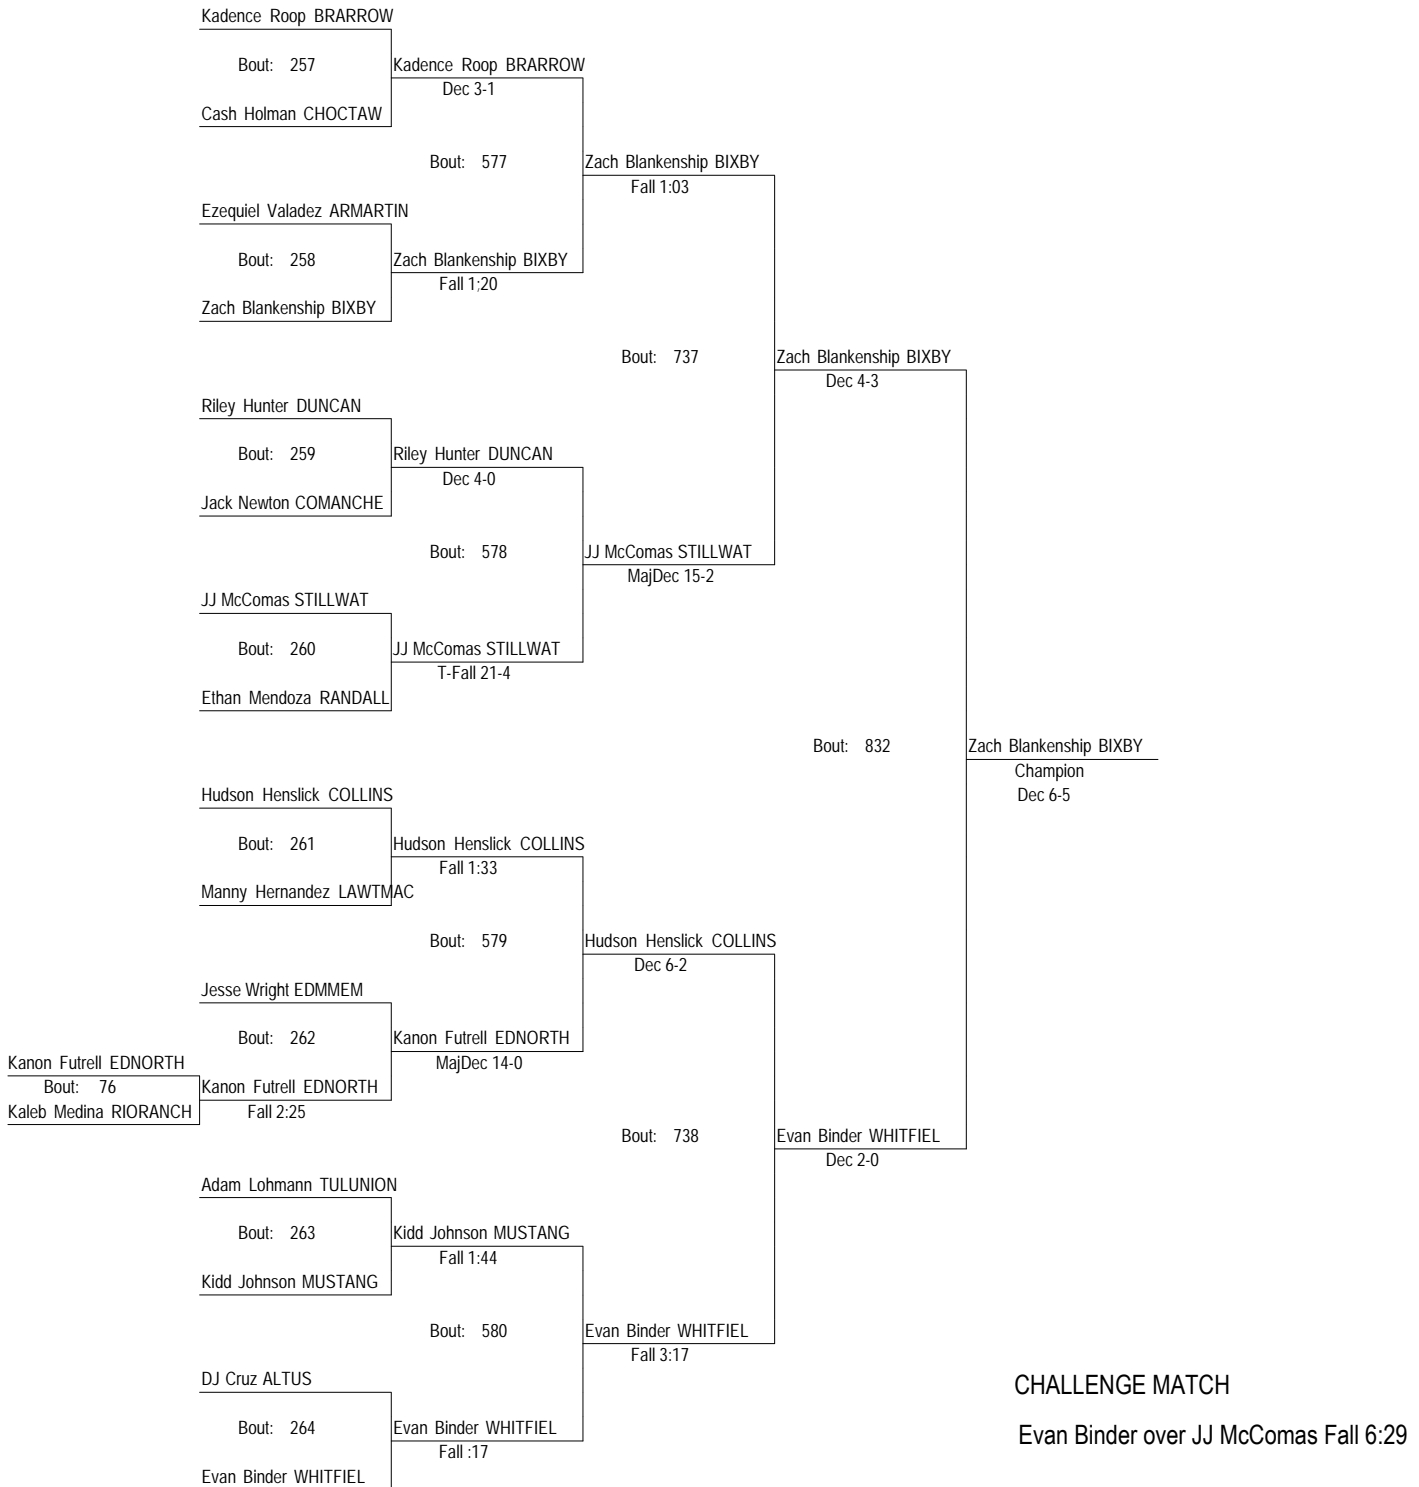 Kadence Roop BRARROW
Bout: 257
Kadence Roop BRARROW
Dec 3-1
Cash Holman CHOCTAW
Bout: 577
Zach Blankenship BIXBY
Fall 1:03
Ezequiel Valadez ARMARTIN
Bout: 258
Zach Blankenship BIXBY
Fall 1;20
Zach Blankenship BIXBY
Bout: 737
Zach Blankenship BIXBY
Dec 4-3
Riley Hunter DUNCAN
Bout: 259
Riley Hunter DUNCAN
Dec 4-0
Jack Newton COMANCHE
Bout: 578
JJ McComas STILLWAT
MajDec 15-2
JJ McComas STILLWAT
Bout: 260
JJ McComas STILLWAT
T-Fall 21-4
Ethan Mendoza RANDALL
Bout: 832
Zach Blankenship BIXBY
Champion
Dec 6-5
Hudson Henslick COLLINS
Bout: 261
Hudson Henslick COLLINS
Fall 1:33
Manny Hernandez LAWTMAC
Bout: 579
Hudson Henslick COLLINS
Dec 6-2
Jesse Wright EDMMEM
Bout: 262
Kanon Futrell EDNORTH
MajDec 14-0
Kanon Futrell EDNORTH
Bout: 76
Kanon Futrell EDNORTH
Kaleb Medina RIORANCH
Fall 2:25
Bout: 738
Evan Binder WHITFIEL
Dec 2-0
Adam Lohmann TULUNION
Bout: 263
Kidd Johnson MUSTANG
Fall 1:44
Kidd Johnson MUSTANG
Bout: 580
Evan Binder WHITFIEL
Fall 3:17
DJ Cruz ALTUS
Bout: 264
Evan Binder WHITFIEL
Fall :17
Evan Binder WHITFIEL
CHALLENGE MATCH
Evan Binder over JJ McComas Fall 6:29